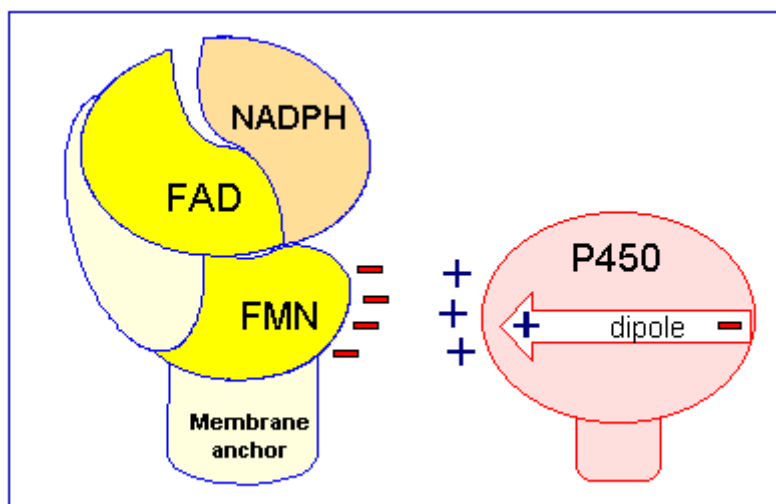 NADPH
FAD
P450
FMN
+ dipole -
Membrane
anchor